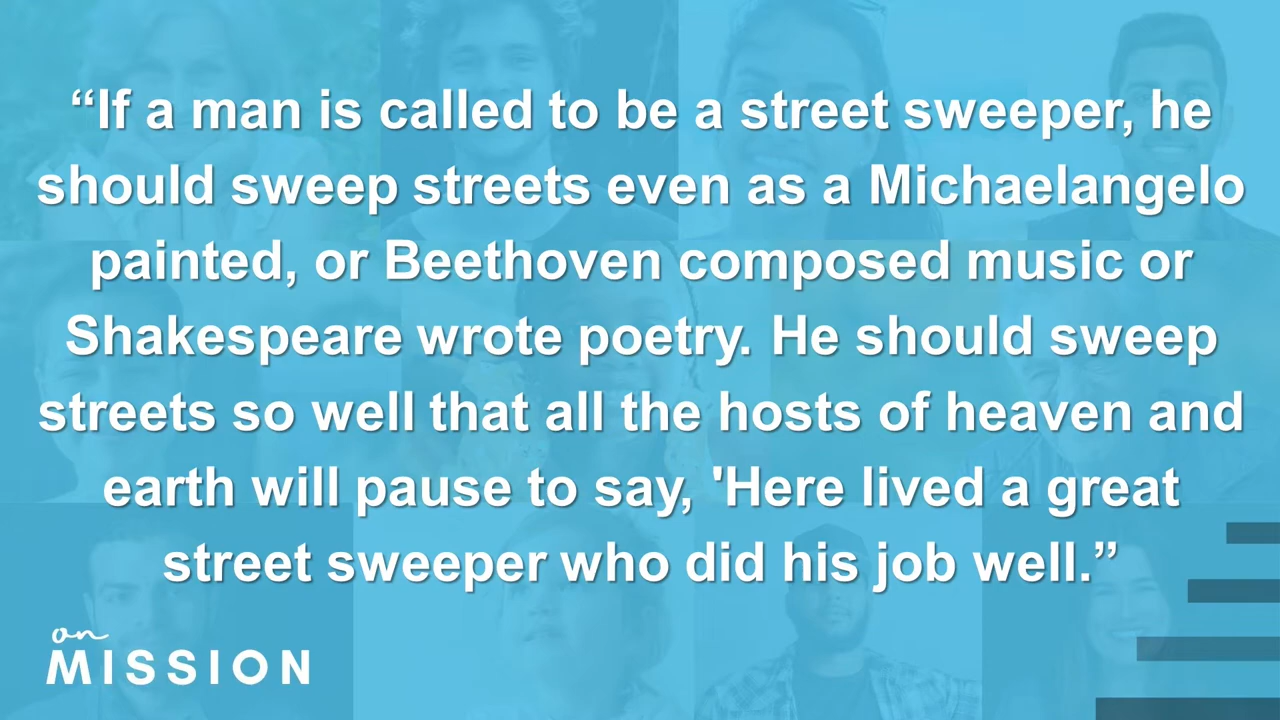 “If a man is called to be a street sweeper, he
should sweep streets even as a Michaelangelo
painted, or Beethoven composed music or
Shakespeare wrote poetry. He should sweep
streets so well that all the hosts of heaven and
earth will pause to say, 'Here lived a great
street sweeper who did his job well.”
on
MISSION